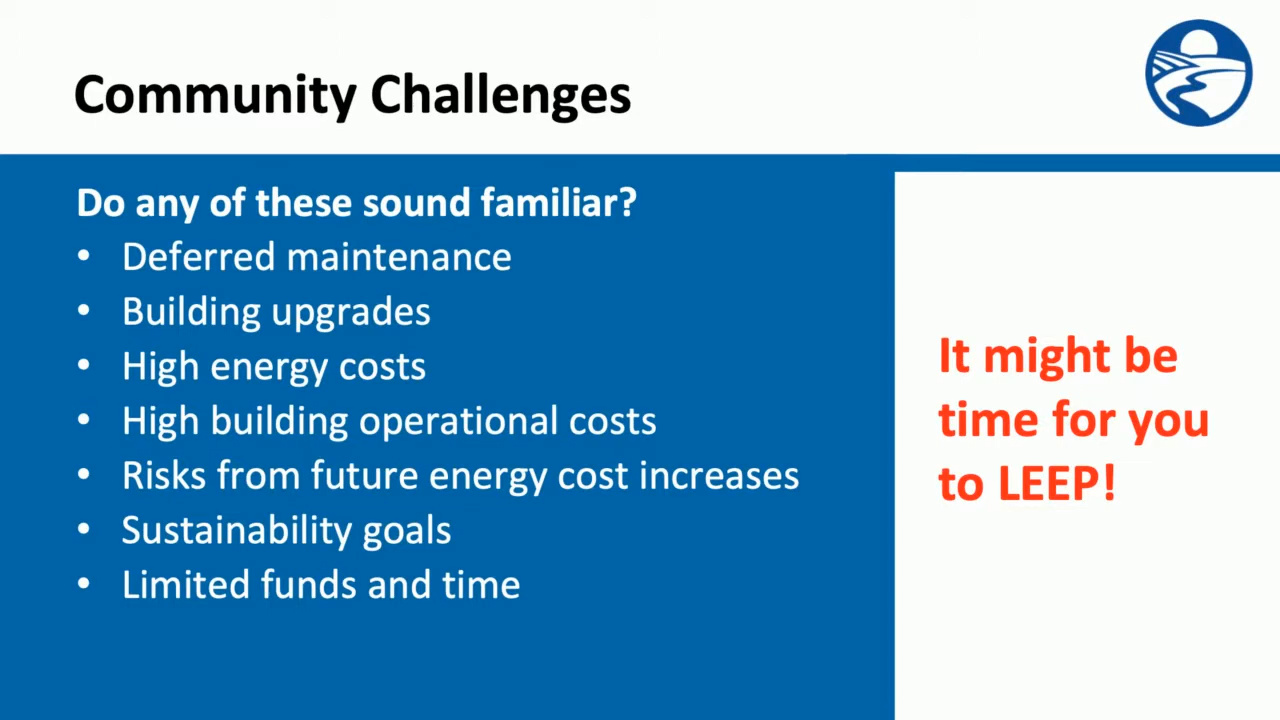 Community Challenges
Do any of these sound familiar?
• Deferred maintenance
• Building upgrades
• High energy costs
• High building operational costs
• Risks from future energy cost increases
• Sustainability goals
• Limited funds and time
It might be
time for you
to LEEP!